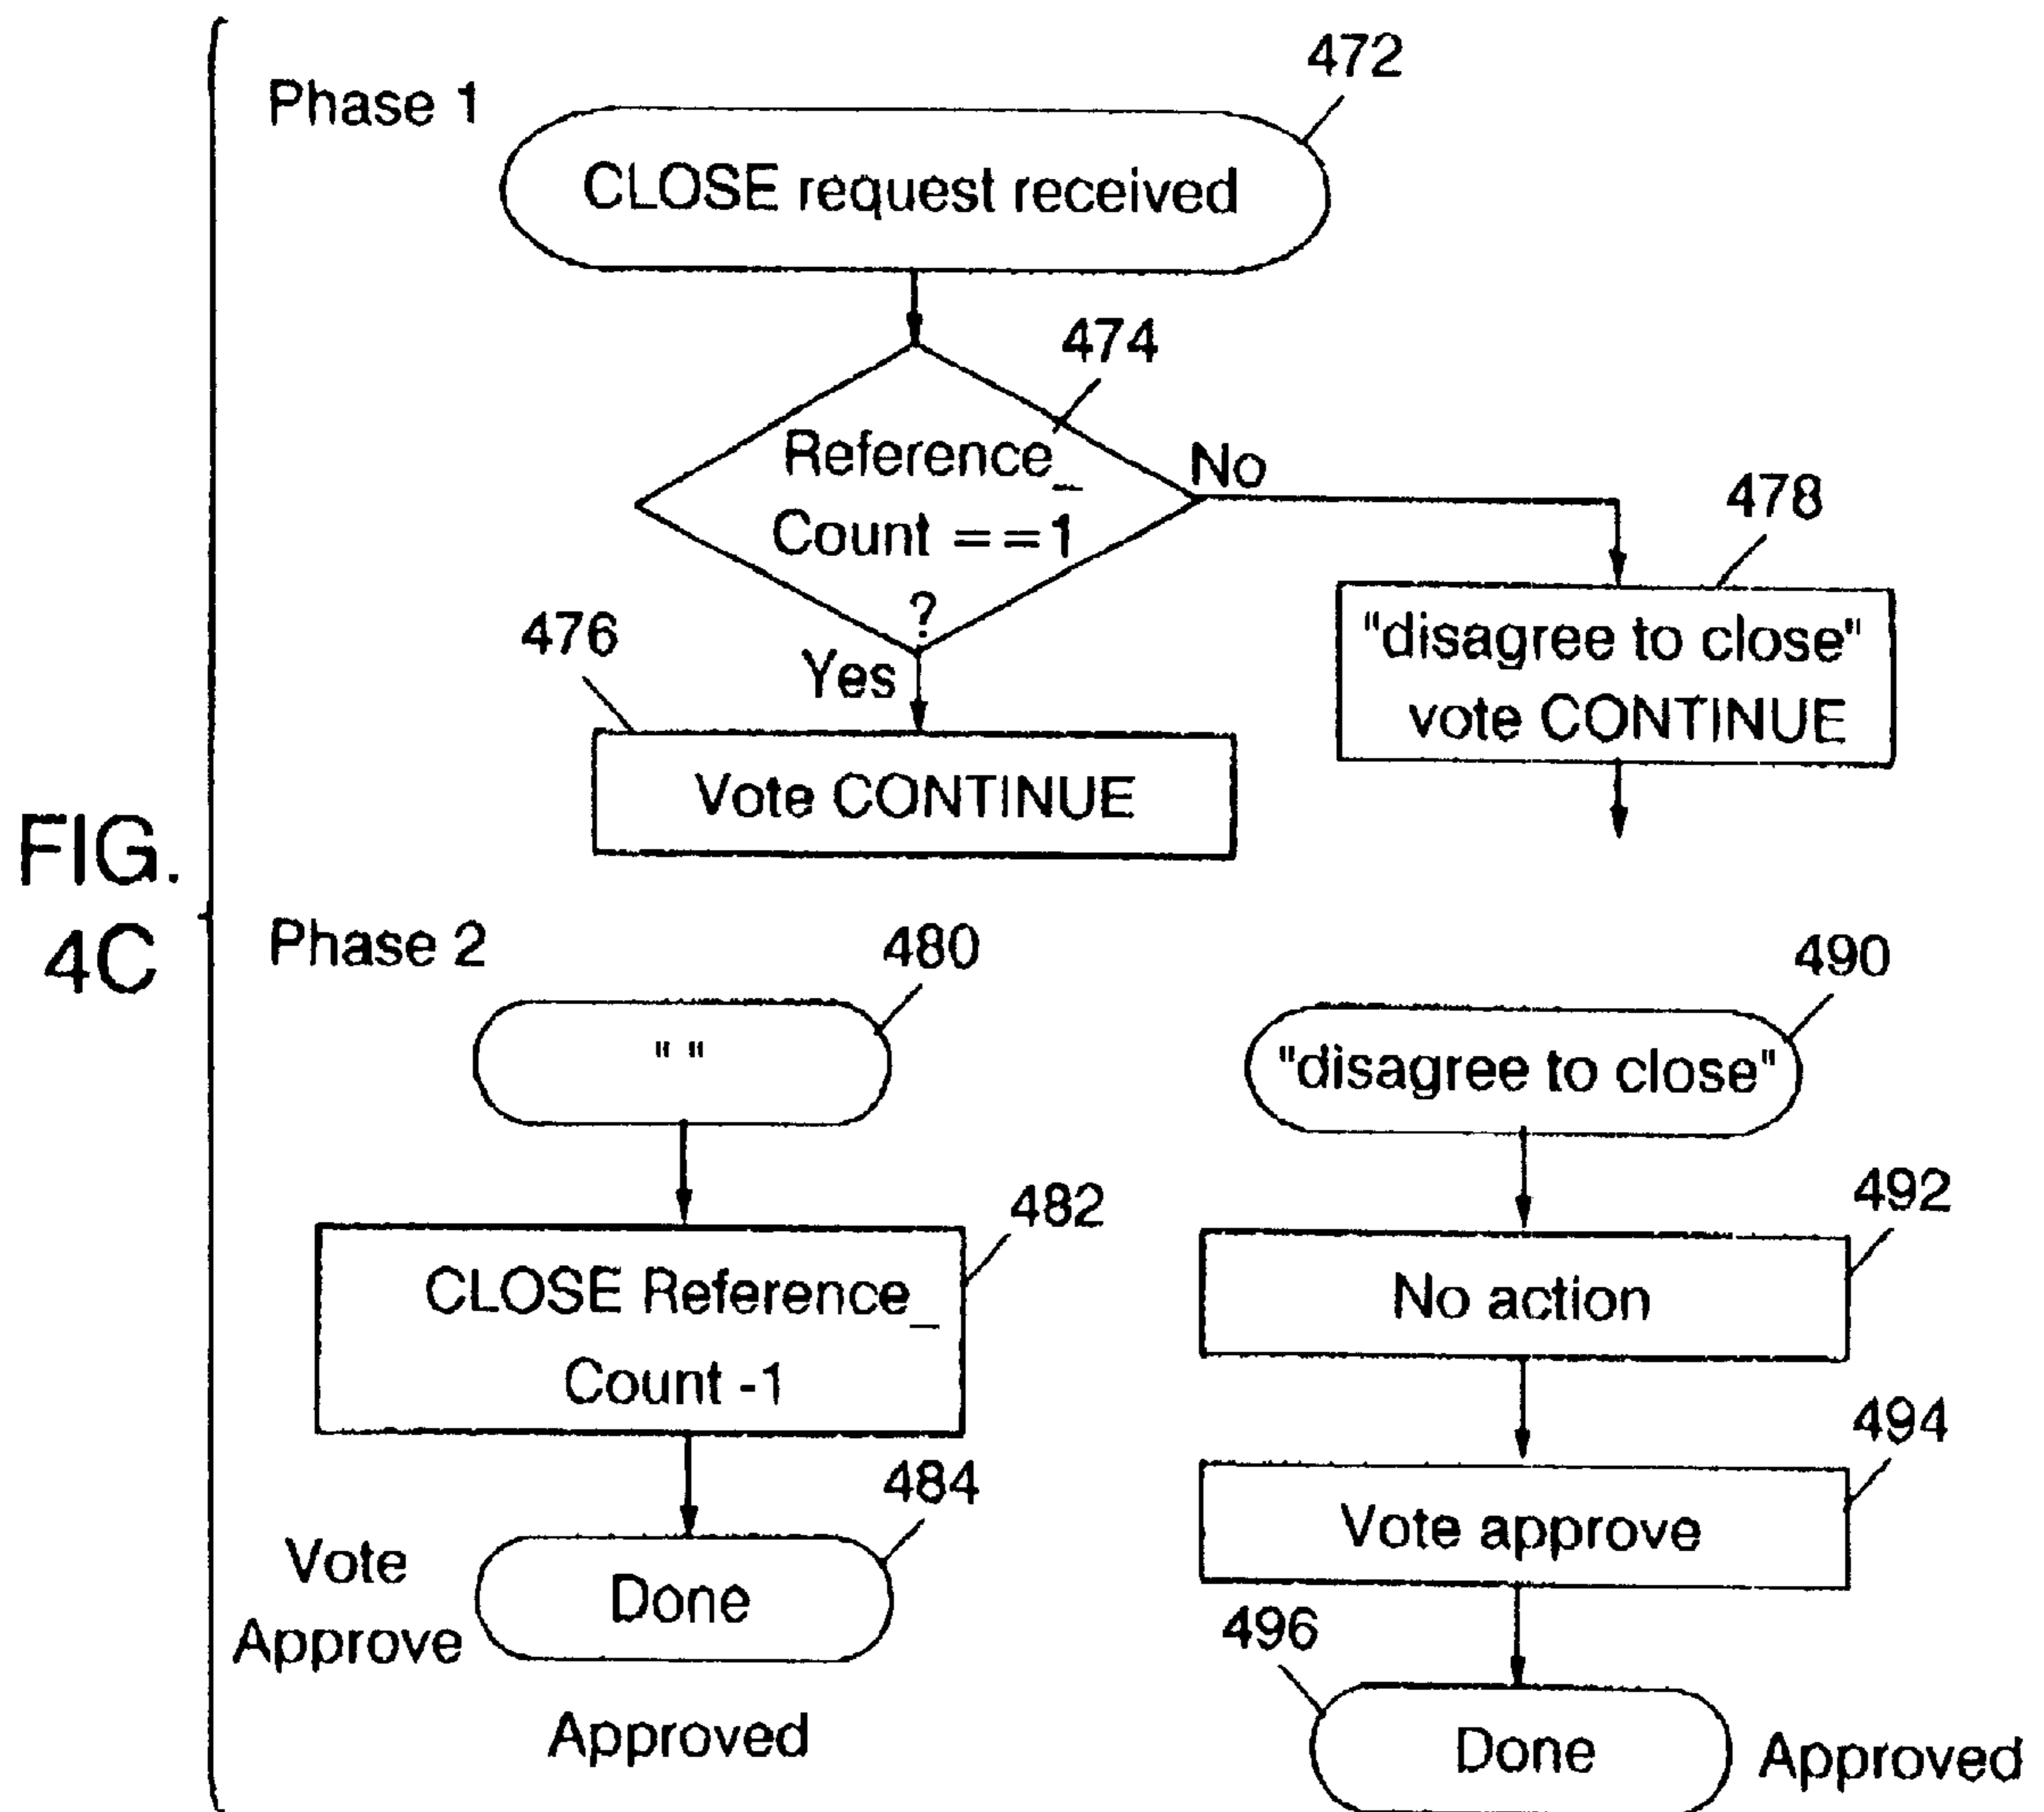 FIG.
4C
Phase 1
472
CLOSE request received
474
Reference_
Count ==1
?
No
Yes
476
Vote CONTINUE
478
"disagree to close"
vote CONTINUE
Phase 2
480
" "
482
CLOSE Reference_
Count -1
484
Vote
Approve
Done
Approved
490
"disagree to close"
492
No action
494
Vote approve
496
Done
Approved